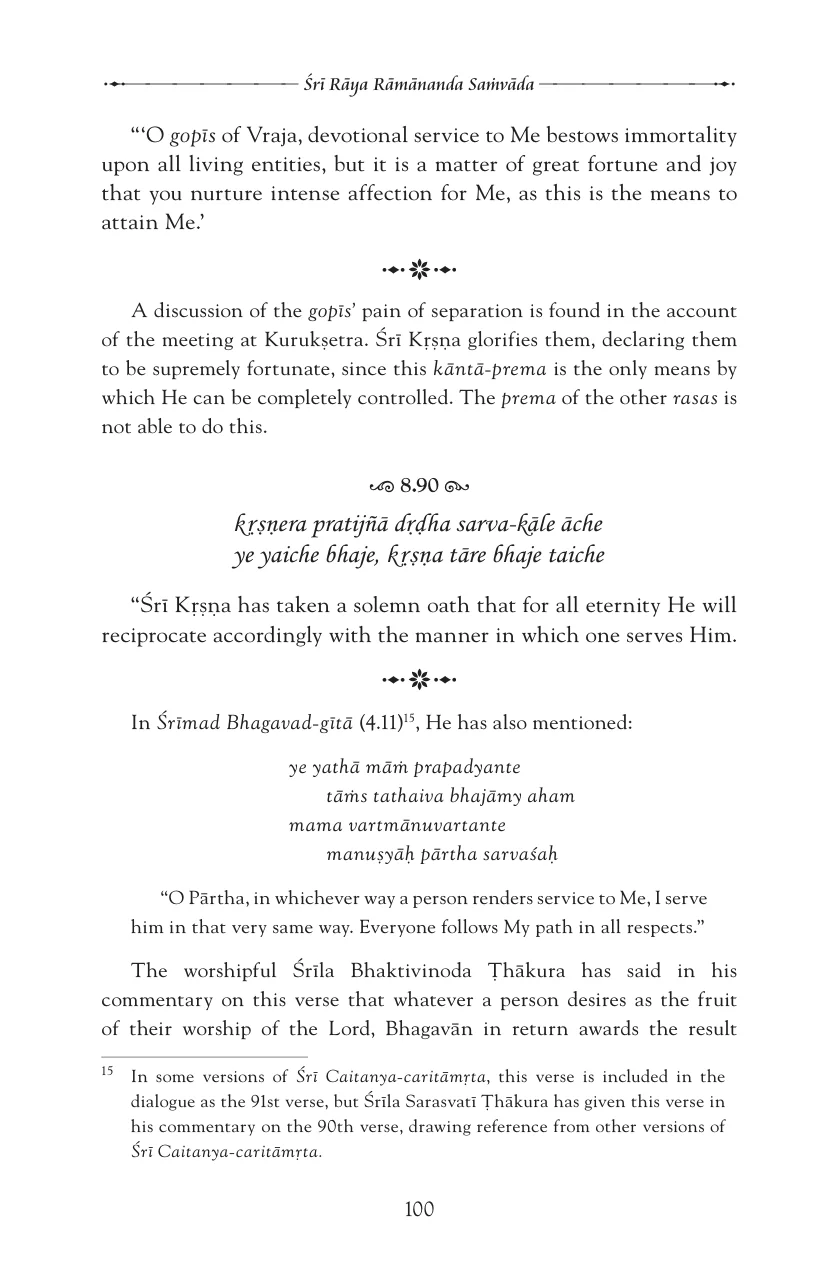 Śrī Rāya Rāmānanda Saṁvāda
“‘O gopīs of Vraja, devotional service to Me bestows immortality
upon all living entities, but it is a matter of great fortune and joy
that you nurture intense affection for Me, as this is the means to
attain Me.’
A discussion of the gopīs’ pain of separation is found in the account
of the meeting at Kurukṣetra. Śrī Kṛṣṇa glorifies them, declaring them
to be supremely fortunate, since this kāntā-prema is the only means by
which He can be completely controlled. The prema of the other rasas is
not able to do this.
8.90
kṛṣṇera pratijñā dṛḍha sarva-kāle āche
ye yaiche bhaje, kṛṣṇa tāre bhaje taiche
“Śrī Kṛṣṇa has taken a solemn oath that for all eternity He will
reciprocate accordingly with the manner in which one serves Him.
In Śrīmad Bhagavad-gītā (4.11)15, He has also mentioned:
ye yathā māṁ prapadyante
tāṁs tathaiva bhajāmy aham
mama vartmānuvartante
manuṣyāḥ pārtha sarvaśaḥ
“O Pārtha, in whichever way a person renders service to Me, I serve
him in that very same way. Everyone follows My path in all respects.”
The worshipful Śrīla Bhaktivinoda Ṭhākura has said in his
commentary on this verse that whatever a person desires as the fruit
of their worship of the Lord, Bhagavān in return awards the result
15 In some versions of Śrī Caitanya-caritāmṛta, this verse is included in the
dialogue as the 91st verse, but Śrīla Sarasvatī Ṭhākura has given this verse in
his commentary on the 90th verse, drawing reference from other versions of
Śrī Caitanya-caritāmṛta.
100